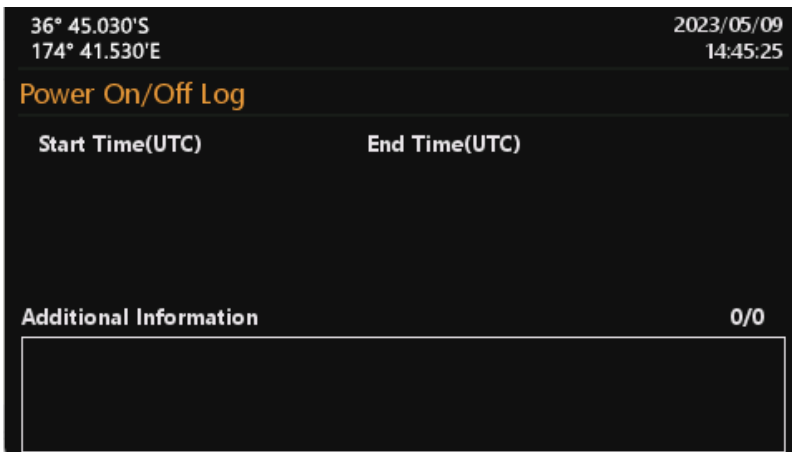 36° 45.030'S 2023/05/09
174° 41.530'E 14:45:25
Power On/Off Log
Start Time(UTC) End Time(UTC)
Additional Information 0/0